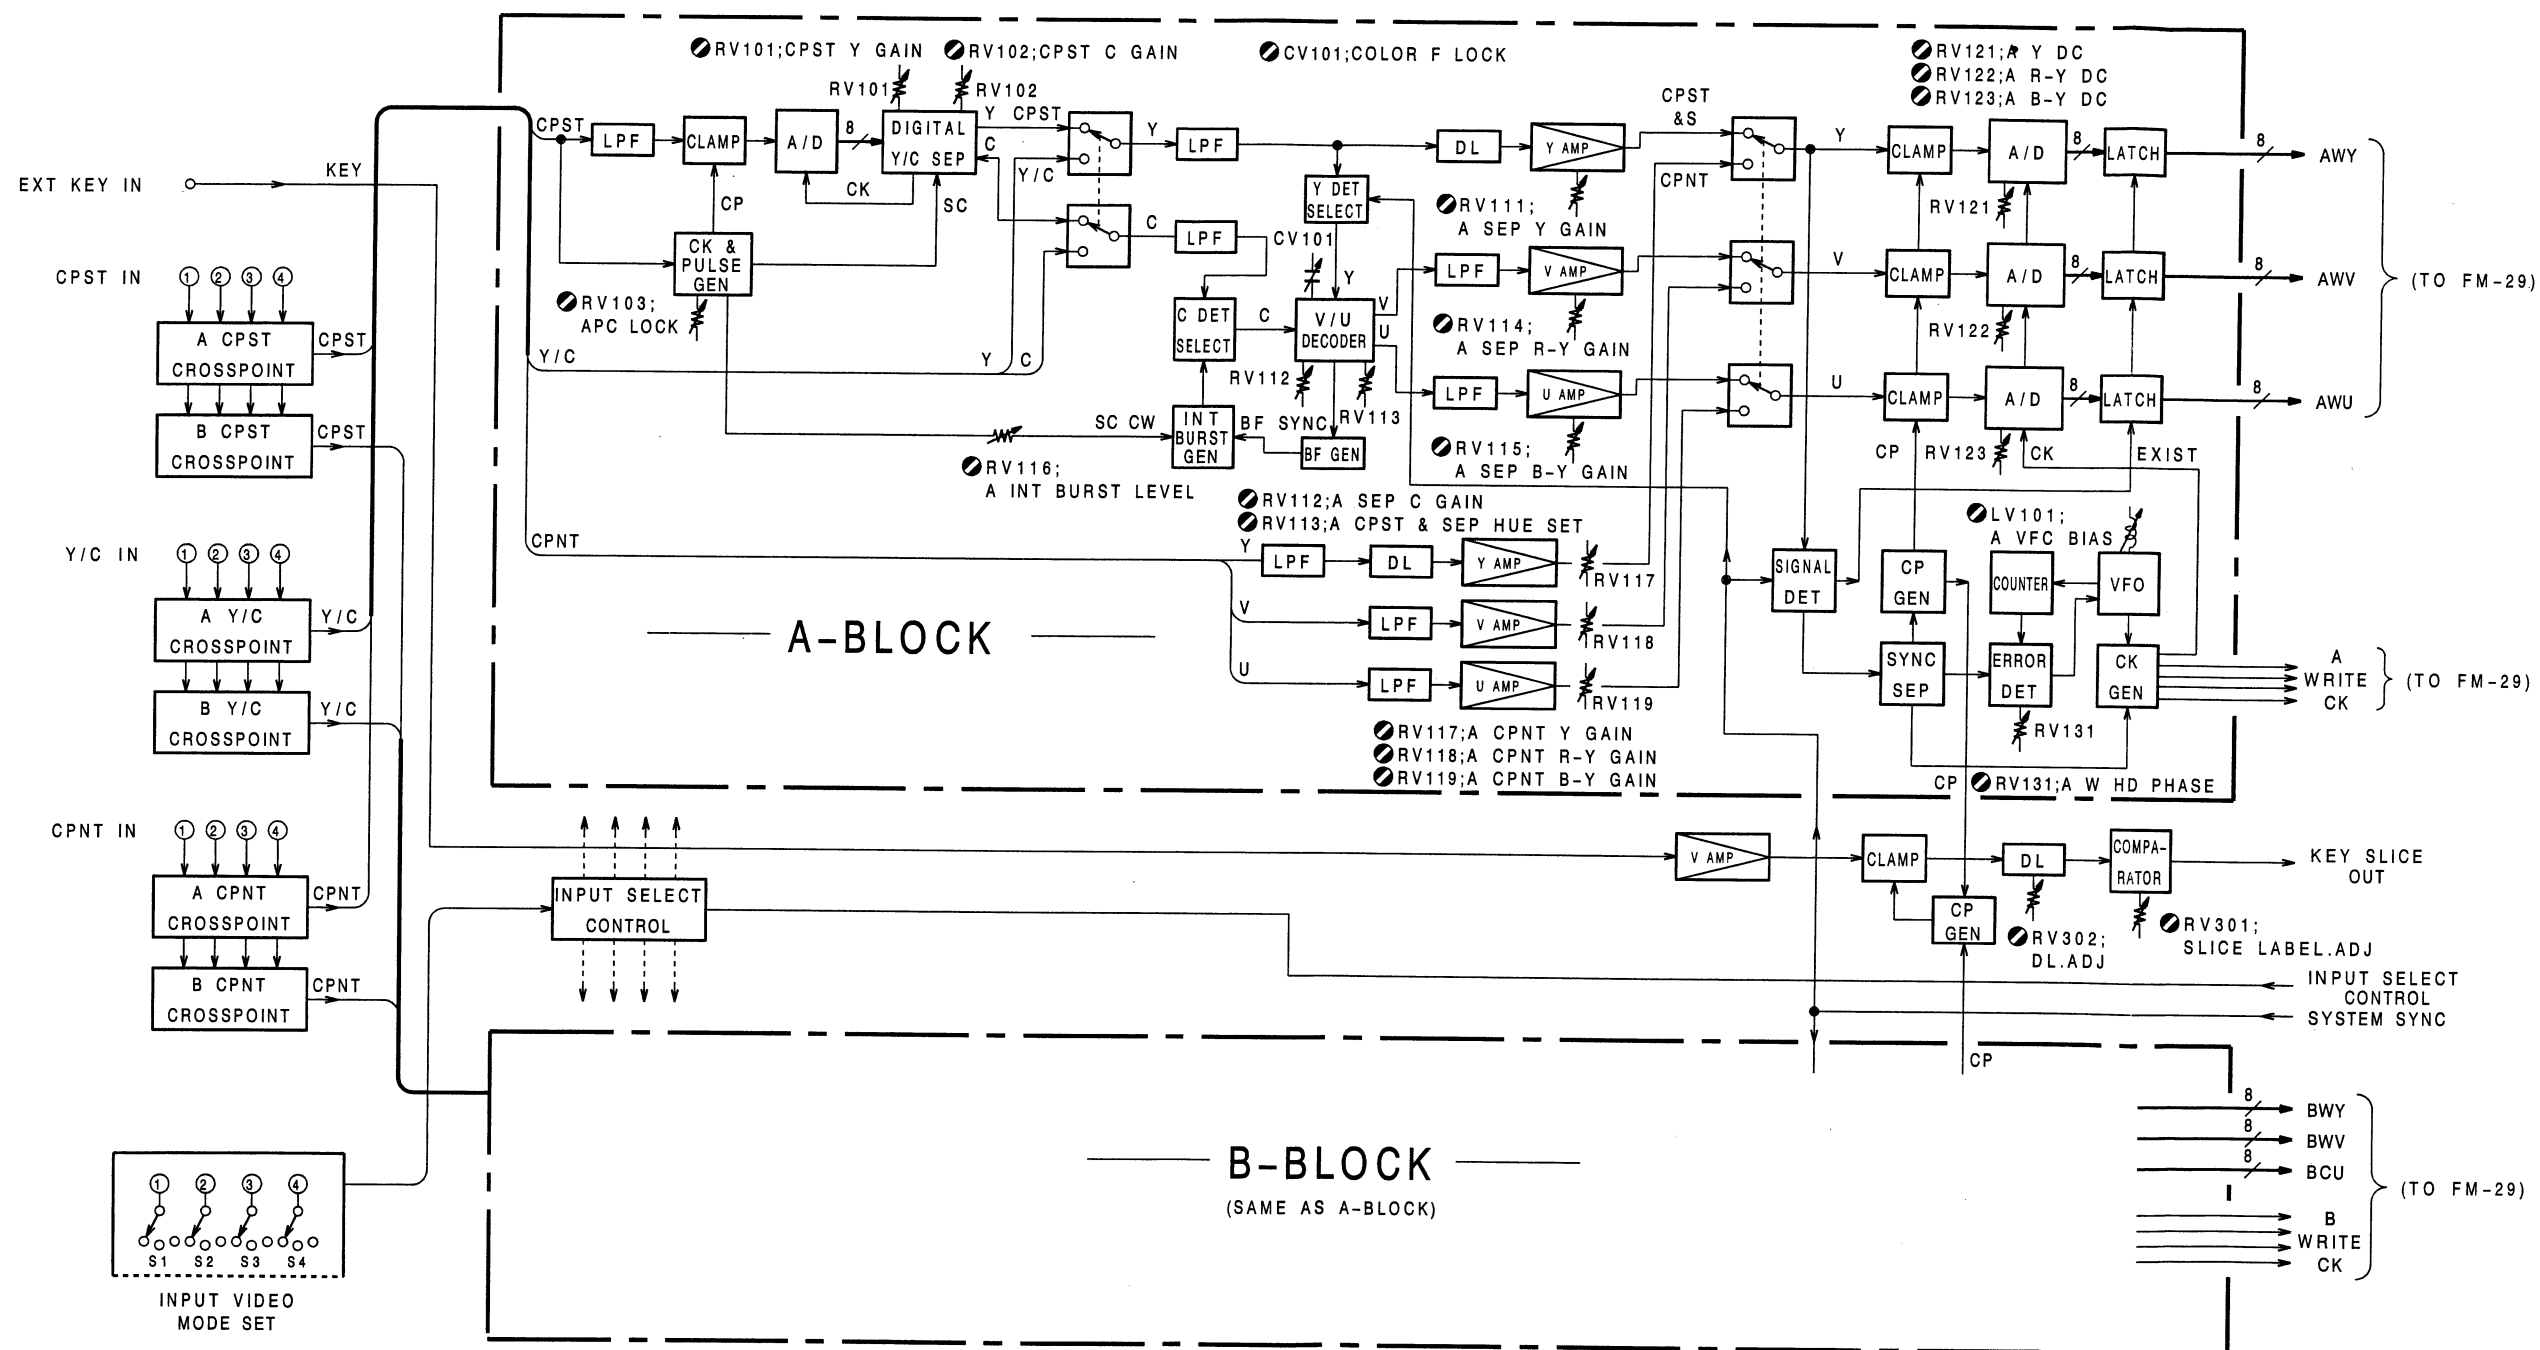 RV101;CPST Y GAIN
RV102;CPST C GAIN
CV101;COLOR F LOCK
RV121;A Y DC
RV122;A R-Y DC
RV123;A B-Y DC
RV101
RV102
CPST
LPF
CLAMP
A/D
8
DIGITAL
Y/C SEP
Y CPST
C
Y/C
CK
CP
SC
Y
LPF
DL
Y AMP
CPST
&S
CPNT
Y
CLAMP
A/D
8
LATCH
8
AWY
EXT KEY IN
KEY
CK &
PULSE
GEN
C
LPF
Y DET
SELECT
CV101
Y
RV111;
A SEP Y GAIN
RV121
CPST IN
1 2 3 4
A CPST
CROSSPOINT
CPST
B CPST
CROSSPOINT
CPST
RV103;
APC LOCK
C DET
SELECT
C
V/U
DECODER
V
U
LPF
V AMP
V
CLAMP
A/D
8
LATCH
8
AWV
(TO FM-29)
RV114;
A SEP R-Y GAIN
RV122
Y/C
Y
C
RV112
RV113
LPF
U AMP
U
CLAMP
A/D
8
LATCH
8
AWU
SC CW
INT
BURST
GEN
BF SYNC
BF GEN
RV115;
A SEP B-Y GAIN
CP
RV123
CK
EXIST
RV116;
A INT BURST LEVEL
RV112;A SEP C GAIN
RV113;A CPST & SEP HUE SET
LV101;
A VFC BIAS
Y/C IN
1 2 3 4
A Y/C
CROSSPOINT
Y/C
B Y/C
CROSSPOINT
Y/C
CPNT
Y
LPF
DL
Y AMP
RV117
V
LPF
V AMP
RV118
U
LPF
U AMP
RV119
A-BLOCK
SIGNAL
DET
CP
GEN
COUNTER
VFO
SYNC
SEP
ERROR
DET
CK
GEN
A
WRITE
CK
(TO FM-29)
RV131
RV117;A CPNT Y GAIN
RV118;A CPNT R-Y GAIN
RV119;A CPNT B-Y GAIN
CP
RV131;A W HD PHASE
CPNT IN
1 2 3 4
A CPNT
CROSSPOINT
CPNT
B CPNT
CROSSPOINT
CPNT
INPUT SELECT
CONTROL
V AMP
CLAMP
DL
COMPA-
RATOR
KEY SLICE
OUT
CP
GEN
RV302;
DL.ADJ
RV301;
SLICE LABEL.ADJ
INPUT SELECT
CONTROL
SYSTEM SYNC
CP
B-BLOCK
(SAME AS A-BLOCK)
8
BWY
8
BWV
8
BCU
B
WRITE
CK
(TO FM-29)
1 2 3 4
S1 S2 S3 S4
INPUT VIDEO
MODE SET